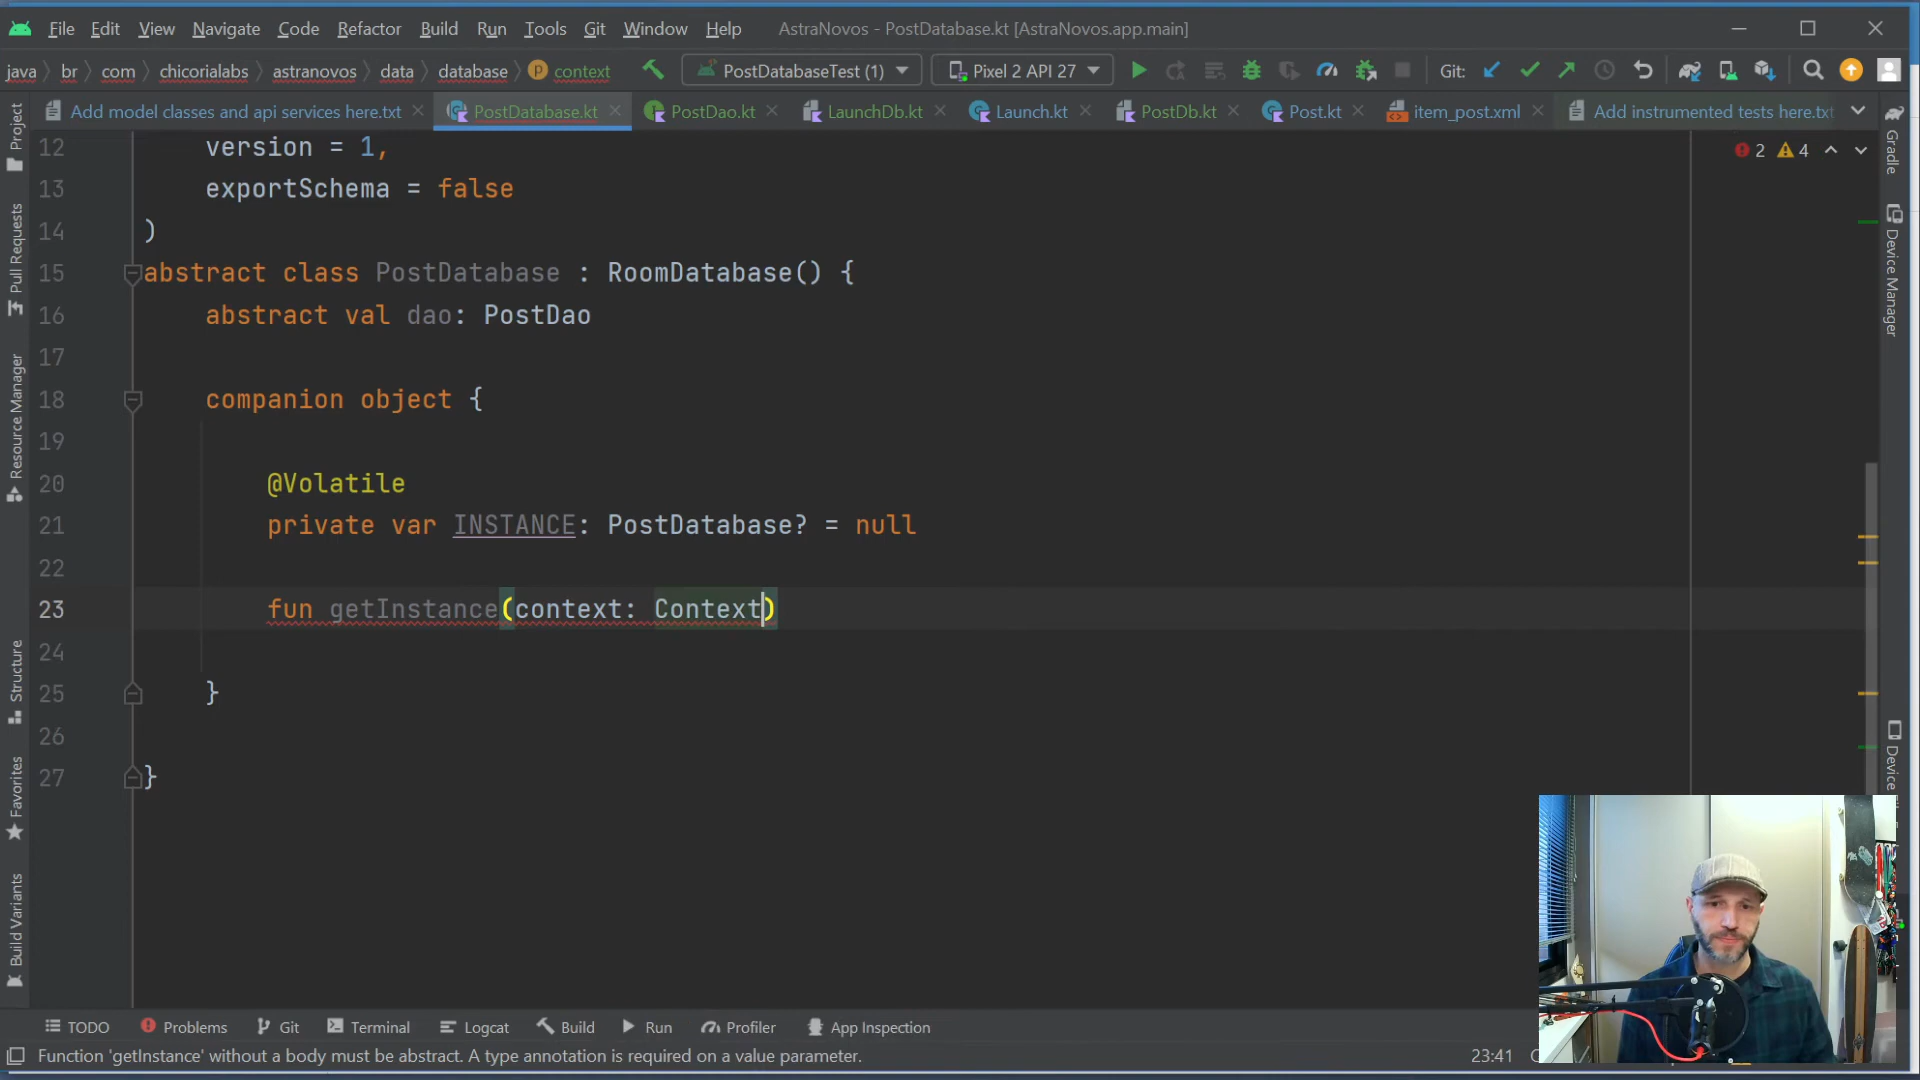 File Edit View Navigate Code Refactor Build Run Tools Git Window Help AstraNovos - PostDatabase.kt [AstraNovos.app.main]
java br com chicorialabs astranovos data database context PostDatabaseTest (1) Pixel 2 API 27 Git:
Add model classes and api services here.txt PostDatabase.kt PostDao.kt LaunchDb.kt Launch.kt PostDb.kt Post.kt item_post.xml Add instrumented tests here.txt
2 4
12 version = 1,
13 exportSchema = false
14 )
15 abstract class PostDatabase : RoomDatabase() {
16 abstract val dao: PostDao
17
18 companion object {
19
20 @Volatile
21 private var INSTANCE: PostDatabase? = null
22
23 fun getInstance(context: Context)
24
25 }
26
27 }
Project
Pull Requests
Resource Manager
Structure
Favorites
Build Variants
Gradle
Device Manager
Device
TODO Problems Git Terminal Logcat Build Run Profiler App Inspection
Function 'getInstance' without a body must be abstract. A type annotation is required on a value parameter. 23:41